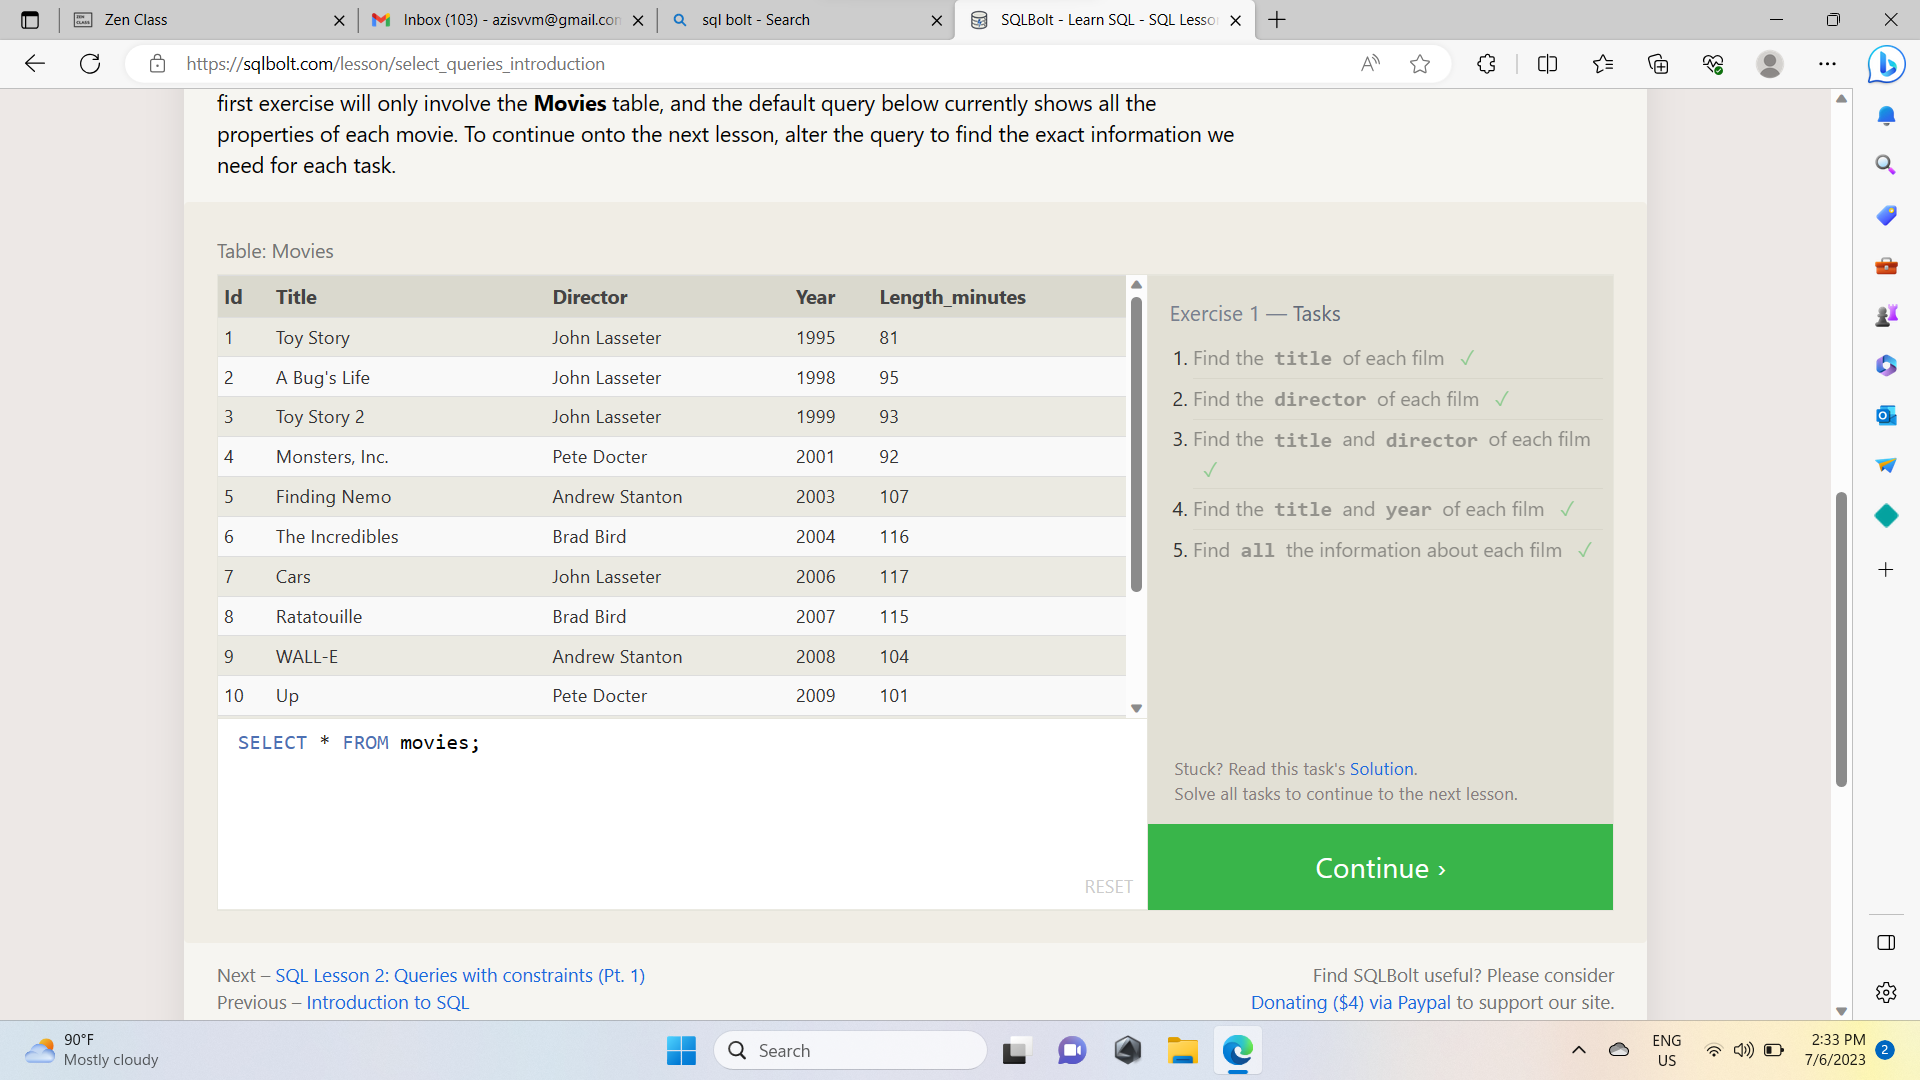 Zen Class
Inbox (103) - azisvvm@gmail.con
sql bolt - Search
SQLBolt - Learn SQL - SQL Lesso
https://sqlbolt.com/lesson/select_queries_introduction
first exercise will only involve the Movies table, and the default query below currently shows all the
properties of each movie. To continue onto the next lesson, alter the query to find the exact information we
need for each task.
Table: Movies
Id Title Director Year Length_minutes
1 Toy Story John Lasseter 1995 81
2 A Bug's Life John Lasseter 1998 95
3 Toy Story 2 John Lasseter 1999 93
4 Monsters, Inc. Pete Docter 2001 92
5 Finding Nemo Andrew Stanton 2003 107
6 The Incredibles Brad Bird 2004 116
7 Cars John Lasseter 2006 117
8 Ratatouille Brad Bird 2007 115
9 WALL-E Andrew Stanton 2008 104
10 Up Pete Docter 2009 101
SELECT * FROM movies;
RESET
Exercise 1 — Tasks
1. Find the title of each film ✓
2. Find the director of each film ✓
3. Find the title and director of each film
✓
4. Find the title and year of each film ✓
5. Find all the information about each film ✓
Stuck? Read this task's Solution.
Solve all tasks to continue to the next lesson.
Continue ›
Next – SQL Lesson 2: Queries with constraints (Pt. 1)
Previous – Introduction to SQL
Find SQLBolt useful? Please consider
Donating ($4) via Paypal to support our site.
90°F
Mostly cloudy
Search
ENG
US
2:33 PM
7/6/2023
2